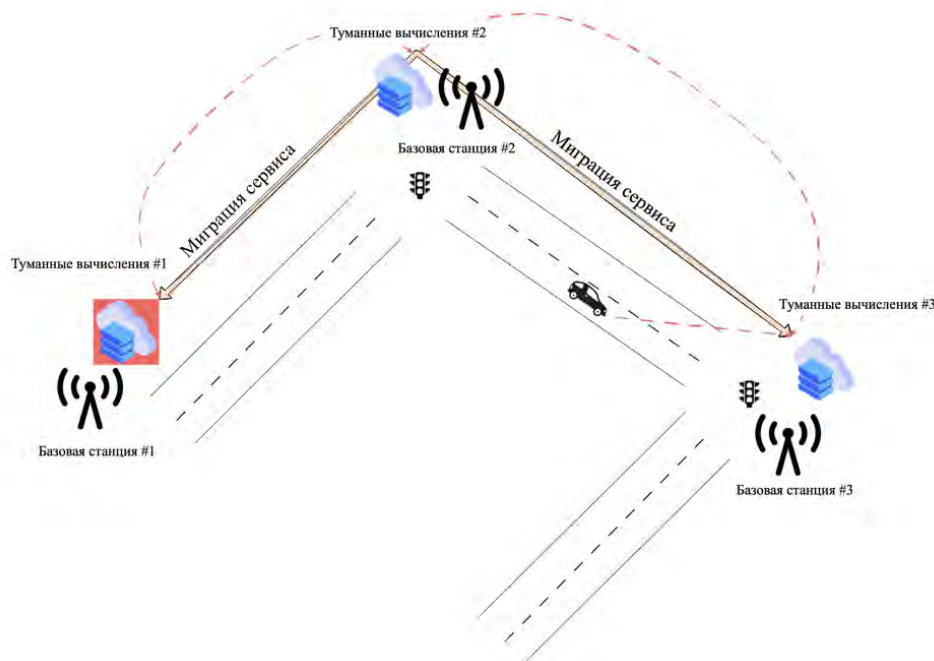 Туманные вычисления #2
Базовая станция #2
Миграция сервиса
Миграция сервиса
Туманные вычисления #1
Туманные вычисления #3
Базовая станция #1
Базовая станция #3